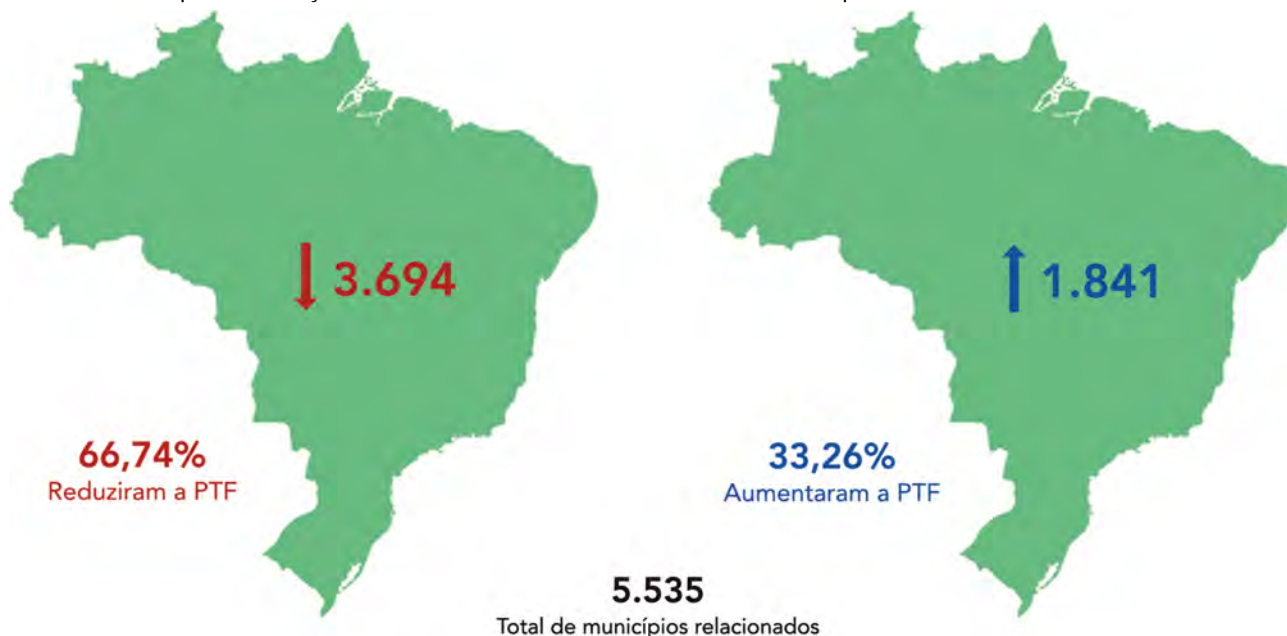 3.694
1.841
66,74%
Reduziram a PTF
33,26%
Aumentaram a PTF
5.535
Total de municípios relacionados